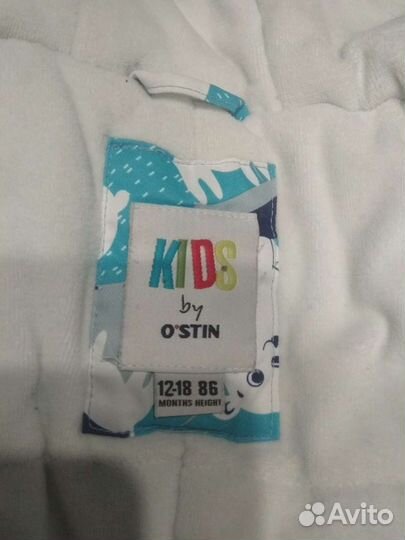 KIDS
by
O'STIN
12-18 86
MONTHS HEIGHT
Avito